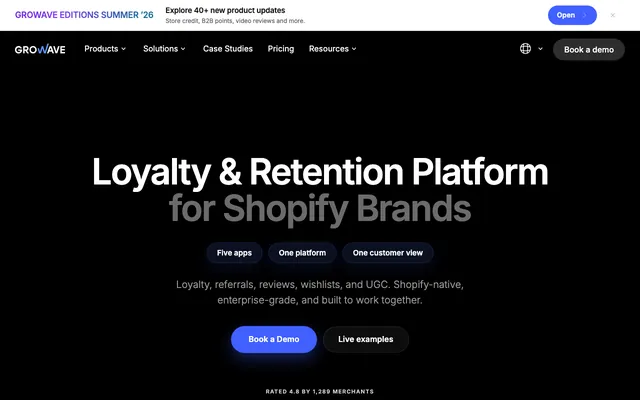 GROWAVE EDITIONS SUMMER '26
Explore 40+ new product updates
Store credit, B2B points, video reviews and more.
Open
GROWAVE
Products
Solutions
Case Studies
Pricing
Resources
Book a demo
Loyalty & Retention Platform
for Shopify Brands
Five apps
One platform
One customer view
Loyalty, referrals, reviews, wishlists, and UGC. Shopify-native,
enterprise-grade, and built to work together.
Book a Demo
Live examples
RATED 4.8 BY 1,289 MERCHANTS